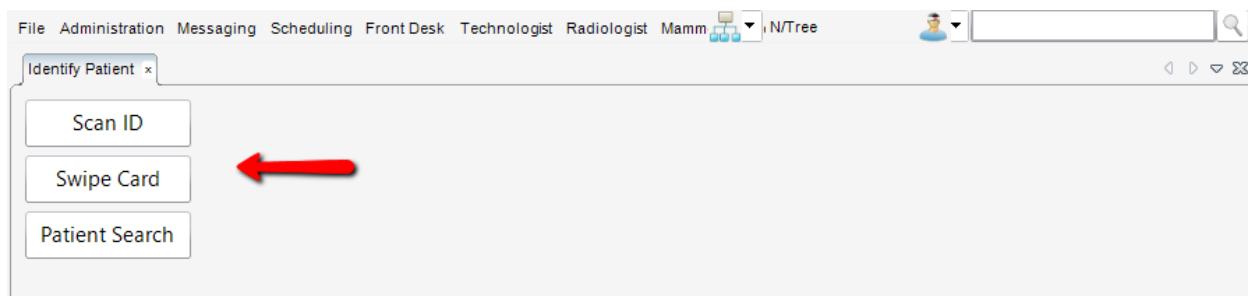 File Administration Messaging Scheduling Front Desk Technologist Radiologist Mamm N/Tree
Identify Patient x
Scan ID
Swipe Card
Patient Search